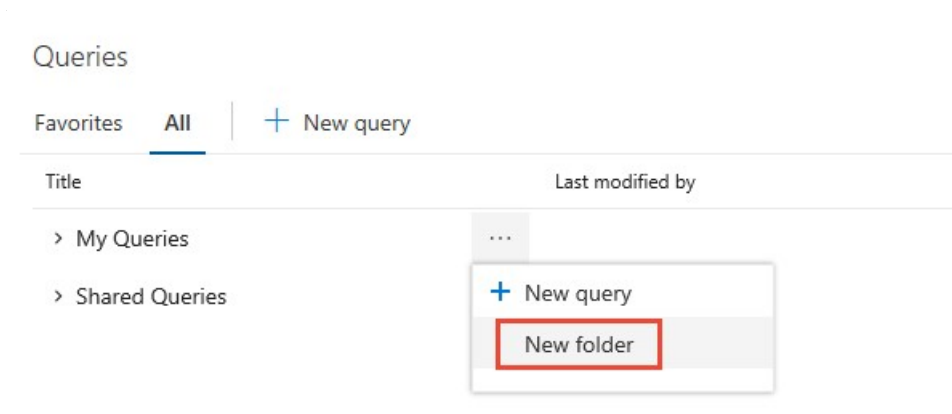 Queries
Favorites All + New query
Title Last modified by
> My Queries ...
> Shared Queries
+ New query
New folder